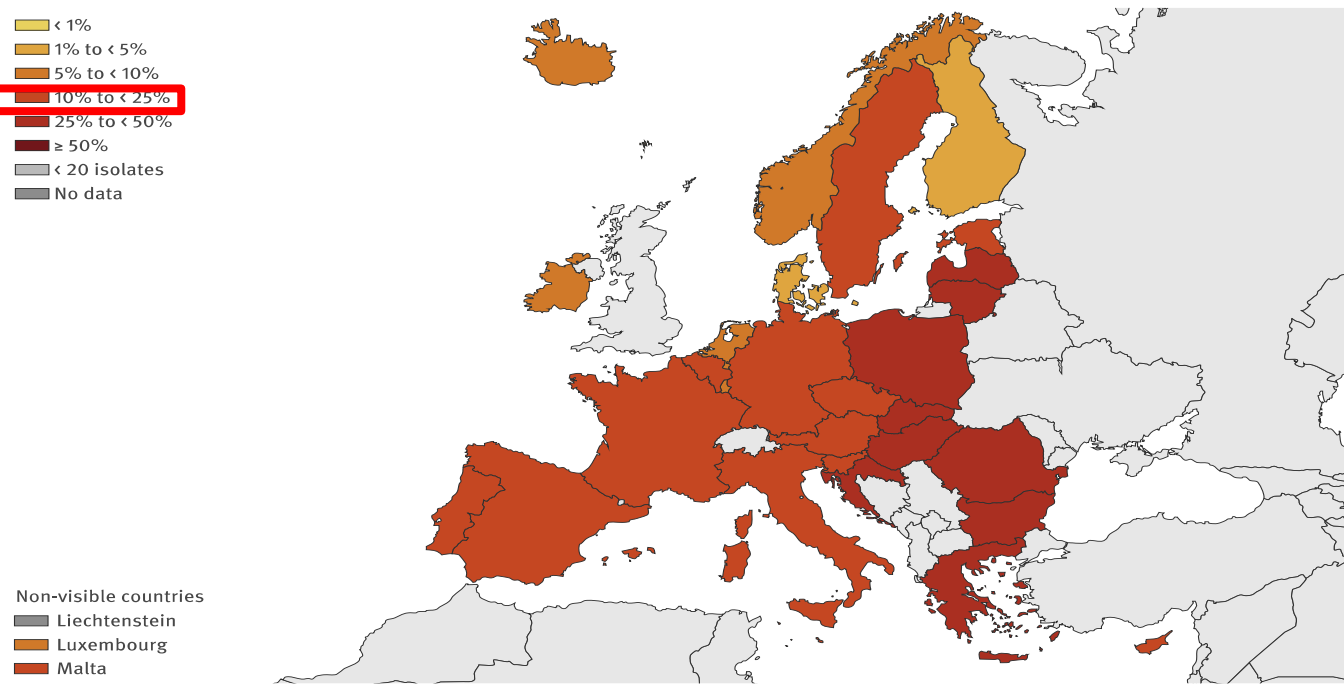 < 1%
1% to < 5%
5% to < 10%
10% to < 25%
25% to < 50%
≥ 50%
< 20 isolates
No data
Non-visible countries
Liechtenstein
Luxembourg
Malta